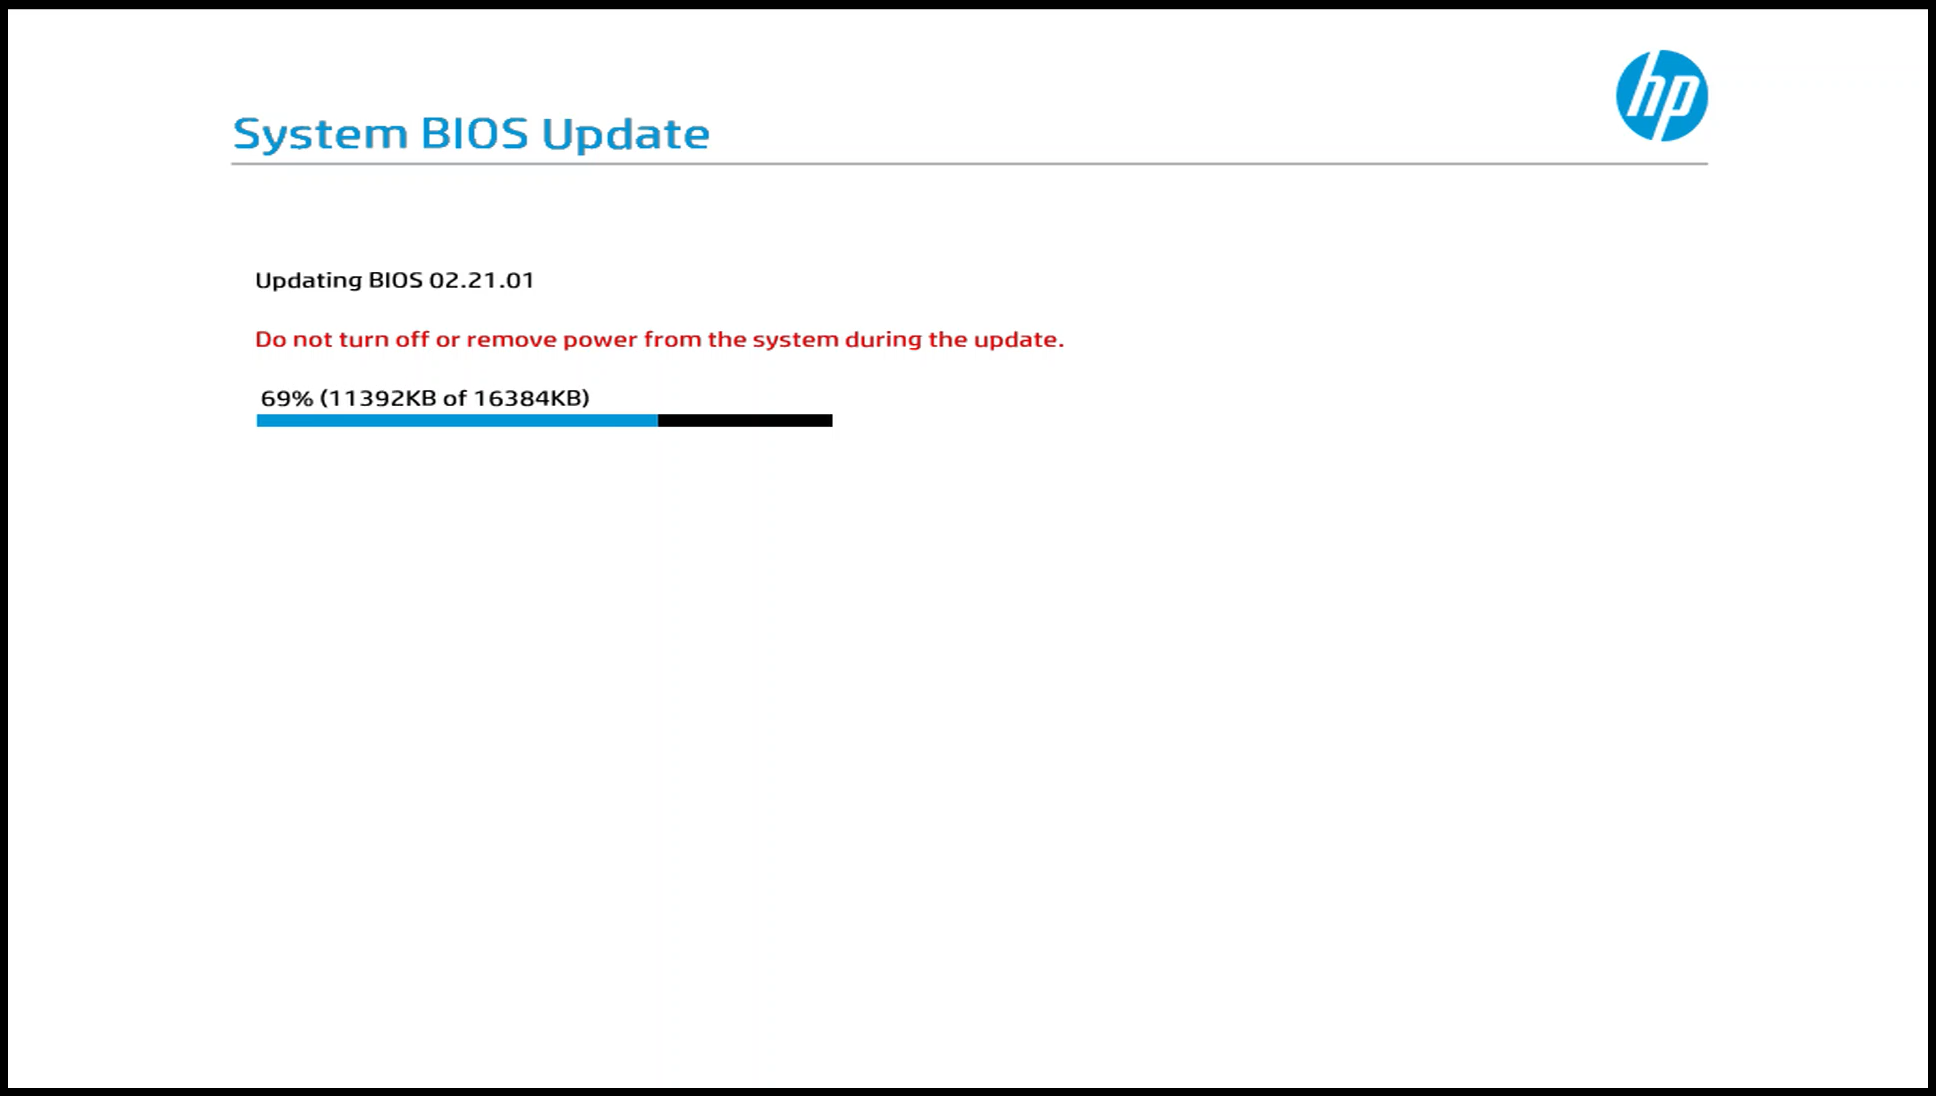 hp
System BIOS Update
Updating BIOS 02.21.01
Do not turn off or remove power from the system during the update.
69% (11392KB of 16384KB)